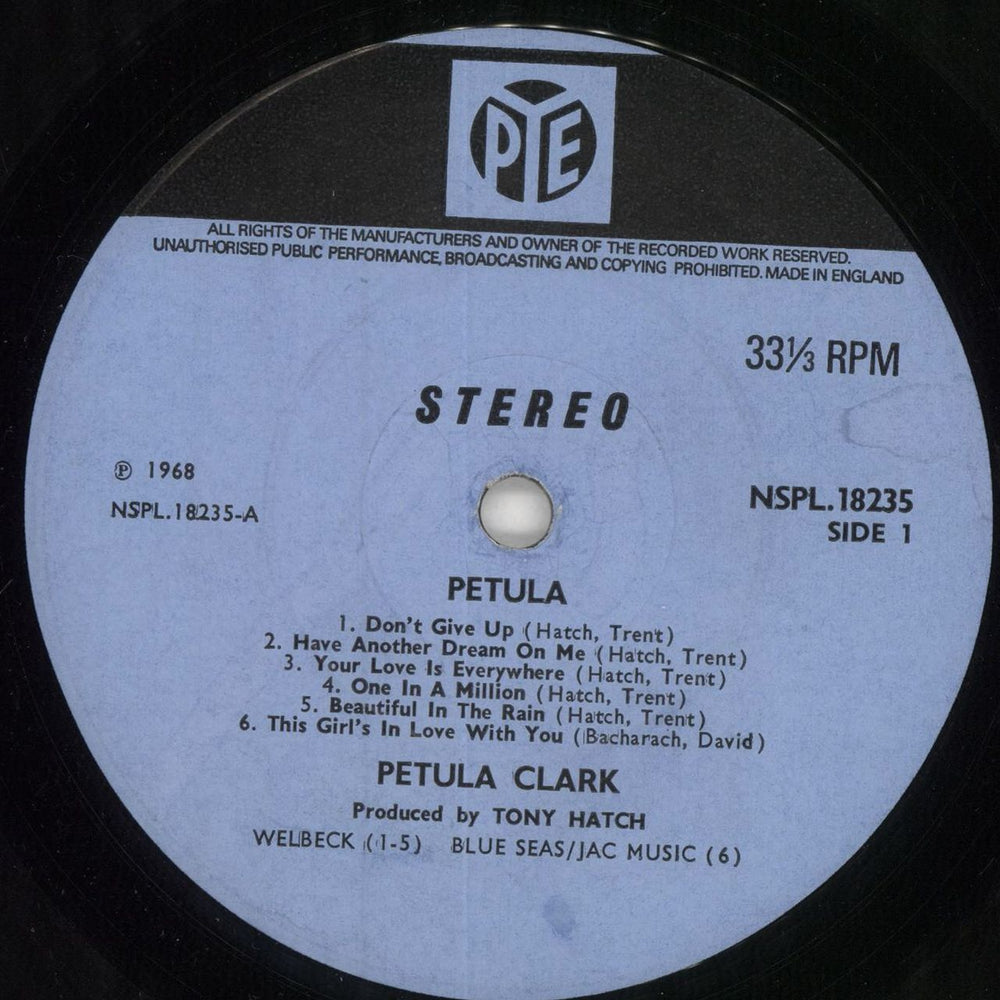 PYE
ALL RIGHTS OF THE MANUFACTURERS AND OWNER OF THE RECORDED WORK RESERVED.
UNAUTHORISED PUBLIC PERFORMANCE, BROADCASTING AND COPYING PROHIBITED. MADE IN ENGLAND
33⅓ RPM
STEREO
℗ 1968
NSPL.18235-A
NSPL.18235
SIDE 1
PETULA
1. Don't Give Up (Hatch, Trent)
2. Have Another Dream On Me (Hatch, Trent)
3. Your Love Is Everywhere (Hatch, Trent)
4. One In A Million (Hatch, Trent)
5. Beautiful In The Rain (Hatch, Trent)
6. This Girl's In Love With You (Bacharach, David)
PETULA CLARK
Produced by TONY HATCH
WELBECK (1-5) BLUE SEAS/JAC MUSIC (6)